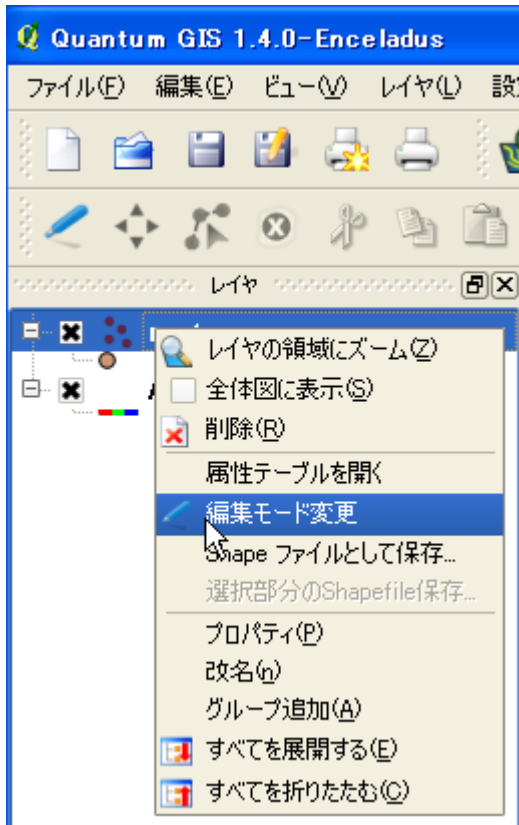 Quantum GIS 1.4.0-Enceladus
ファイル(F) 編集(E) ビュー(V) レイヤ(L)
レイヤ
レイヤの領域にズーム(Z)
全体図に表示(S)
削除(R)
属性テーブルを開く
編集モード変更
Shape ファイルとして保存...
選択部分のShapefile保存...
プロパティ(P)
改名(n)
グループ追加(A)
すべてを展開する(E)
すべてを折りたたむ(C)